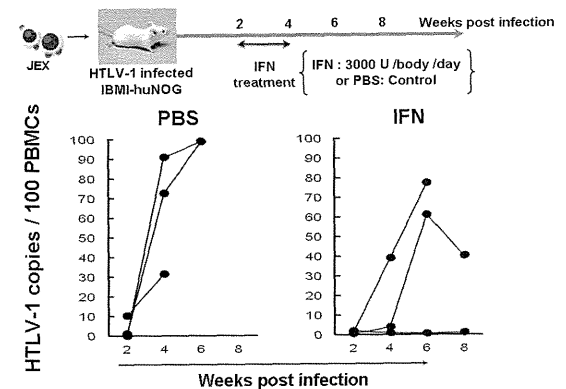 2 4 6 8 Weeks post infection
JEX
HTLV-1 infected
IBMI-huNOG
IFN
treatment
IFN : 3000 U /body /day
or PBS: Control
PBS
IFN
HTLV-1 copies / 100 PBMCs
100
90
80
70
60
50
40
30
20
10
0
2 4 6 8
100
90
80
70
60
50
40
30
20
10
0
2 4 6 8
Weeks post infection